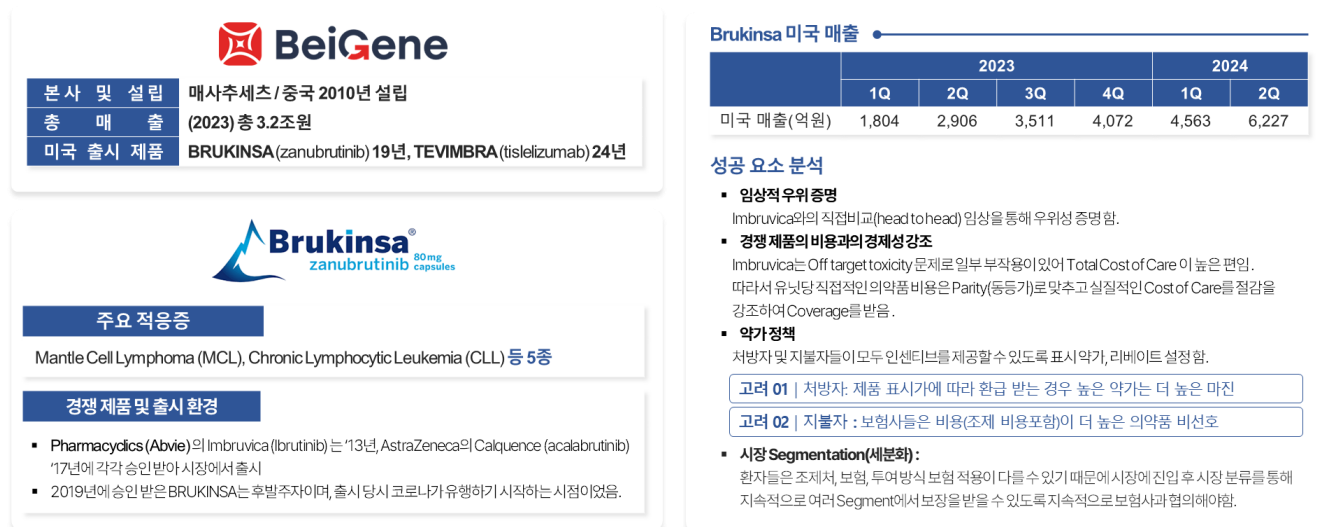 BeiGene
본사 및 설립 매사추세츠 / 중국 2010년 설립
총 매출 (2023) 총 3.2조원
미국 출시 제품 BRUKINSA (zanubrutinib) 19년, TEVIMBRA (tislelizumab) 24년
Brukinsa®
zanubrutinib 80 mg capsules
주요 적응증
Mantle Cell Lymphoma (MCL), Chronic Lymphocytic Leukemia (CLL) 등 5종
경쟁 제품 및 출시 환경
▪ Pharmacyclics (Abvie) 의 Imbruvica (Ibrutinib) 는 ‘13년, AstraZeneca의 Calquence (acalabrutinib)
‘17년에 각각 승인 받아 시장에서 출시
▪ 2019년에 승인 받은 BRUKINSA는 후발주자이며, 출시 당시 코로나가 유행하기 시작하는 시점이었음.
Brukinsa 미국 매출
2023 2024
1Q 2Q 3Q 4Q 1Q 2Q
미국 매출(억원) 1,804 2,906 3,511 4,072 4,563 6,227
성공 요소 분석
▪ 임상적 우위 증명
Imbruvica와의 직접비교(head to head) 임상을 통해 우위성 증명 함.
▪ 경쟁 제품의 비용과의 경제성 강조
Imbruvica는 Off target toxicity 문제로 일부 부작용이 있어 Total Cost of Care 이 높은 편임.
따라서 유닛당 직접적인 의약품 비용은 Parity(동등가)로 맞추고 실질적인 Cost of Care를 절감을
강조하여 Coverage를 받음 .
▪ 약가 정책
처방자 및 지불자들이 모두 인센티브를 제공할 수 있도록 표시 약가, 리베이트 설정 함.
고려 01 | 처방자: 제품 표시가에 따라 환급 받는 경우 높은 약가는 더 높은 마진
고려 02 | 지불자 : 보험사들은 비용(조제 비용포함)이 더 높은 의약품 비선호
▪ 시장 Segmentation(세분화) :
환자들은 조제처, 보험, 투여 방식 보험 적용이 다를 수 있기 때문에 시장에 진입 후 시장 분류를 통해
지속적으로 여러 Segment에서 보장을 받을 수 있도록 지속적으로 보험사과 협의해야함.